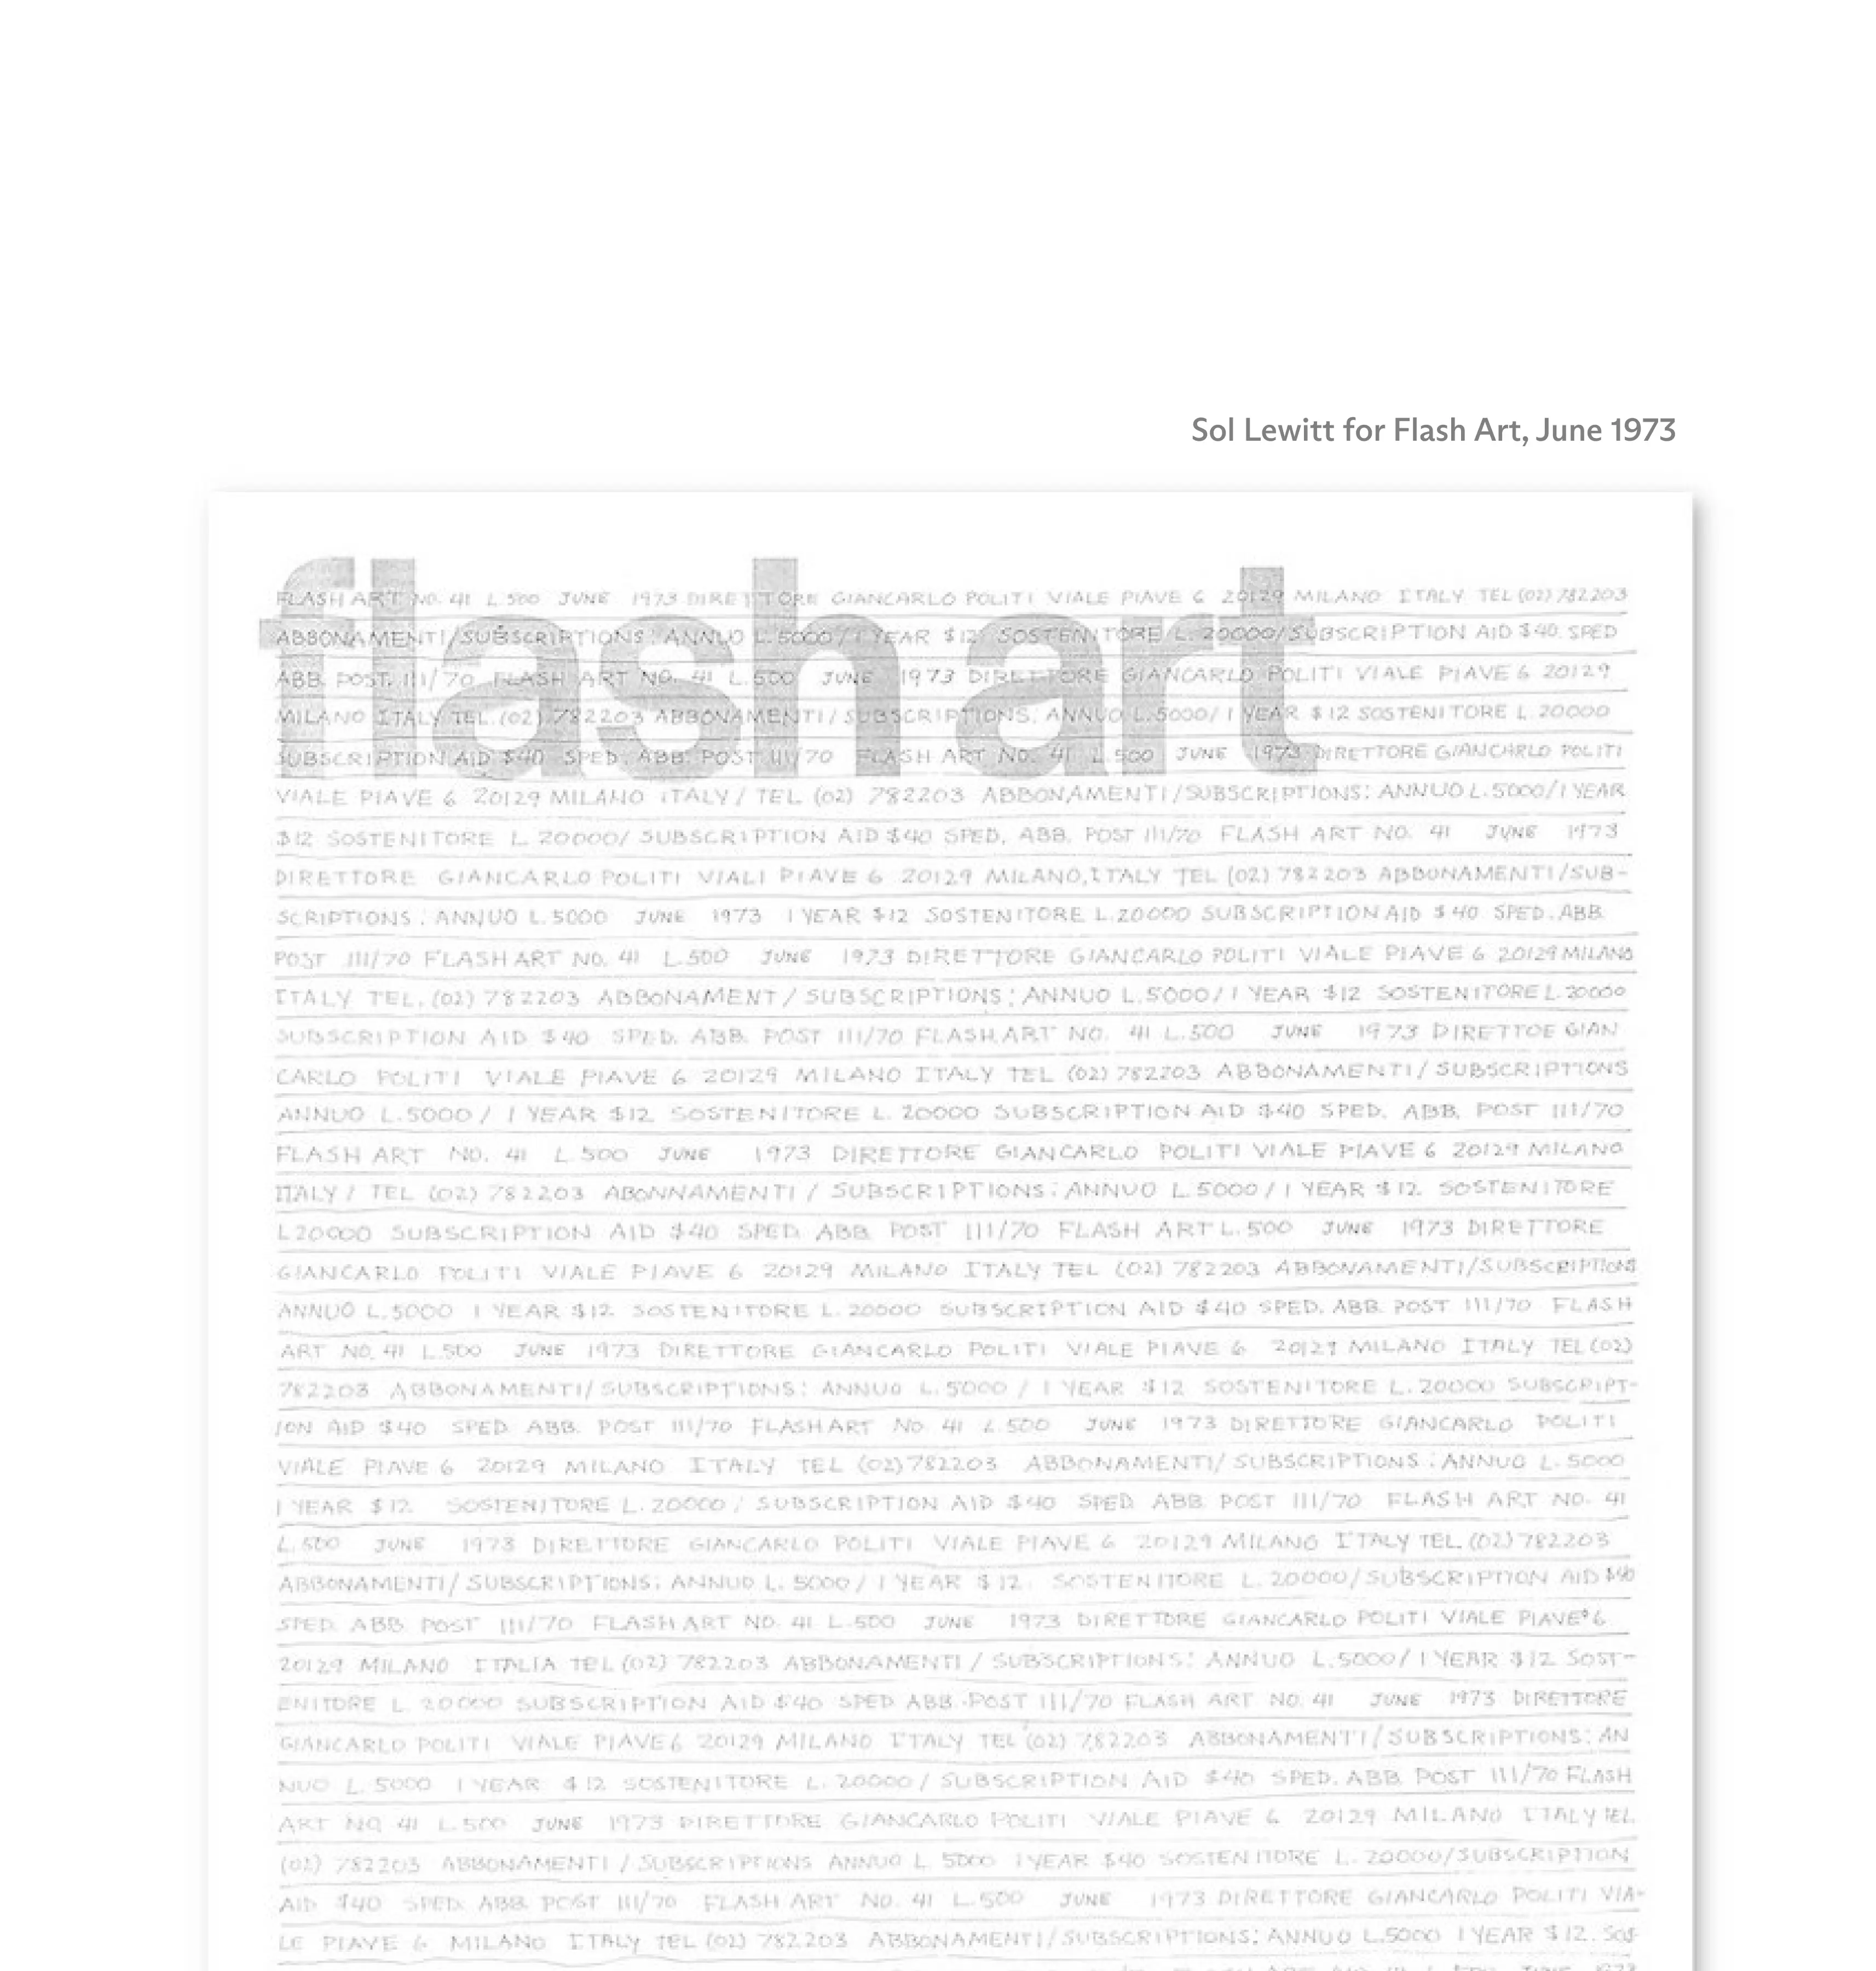 Sol Lewitt for Flash Art, June 1973
flash art
FLASH ART NO. 41 L.500 JUNE 1973 DIRETTORE GIANCARLO POLITI VIALE PIAVE 6 20129 MILANO ITALY TEL (02) 782203
ABBONAMENTI/SUBSCRIPTIONS: ANNUO L.5000/1 YEAR $12 SOSTENITORE L. 20000/SUBSCRIPTION AID $40. SPED
ABB. POST. III/70 FLASH ART NO. 41 L.500 JUNE 1973 DIRETTORE GIANCARLO POLITI VIALE PIAVE 6 20129
MILANO ITALY TEL.(02) 782203 ABBONAMENTI/SUBSCRIPTIONS. ANNUO L.5000/1 YEAR $12 SOSTENITORE L.20000
SUBSCRIPTION AID $40 SPED. ABB. POST III/70 FLASH ART NO. 41 L.500 JUNE 1973 DIRETTORE GIANCARLO POLITI
VIALE PIAVE 6 20129 MILANO ITALY/ TEL (02) 782203 ABBONAMENTI/SUBSCRIPTIONS: ANNUO L.5000/1 YEAR
$12 SOSTENITORE L. 20000/ SUBSCRIPTION AID $40 SPED, ABB. POST III/70 FLASH ART NO. 41 JUNE 1973
DIRETTORE GIANCARLO POLITI VIALI PIAVE 6 20129 MILANO,ITALY TEL (02) 782203 ABBONAMENTI/SUB-
SCRIPTIONS: ANNUO L.5000 JUNE 1973 1 YEAR $12 SOSTENITORE L.20000 SUBSCRIPTION AID $40 SPED. ABB.
POST III/70 FLASH ART NO. 41 L.500 JUNE 1973 DIRETTORE GIANCARLO POLITI VIALE PIAVE 6 20129 MILANO
ITALY TEL. (02) 782203 ABBONAMENT/SUBSCRIPTIONS: ANNUO L.5000/1 YEAR $12 SOSTENITORE L.20000
SUBSCRIPTION AID $40 SPED. ABB. POST III/70 FLASH ART NO. 41 L.500 JUNE 1973 DIRETTOE GIAN
CARLO POLITI VIALE PIAVE 6 20129 MILANO ITALY TEL (02) 782203 ABBONAMENTI/SUBSCRIPTIONS
ANNUO L.5000 / 1 YEAR $12 SOSTENITORE L. 20000 SUBSCRIPTION AID $40 SPED. ABB. POST III/70
FLASH ART NO. 41 L.500 JUNE 1973 DIRETTORE GIANCARLO POLITI VIALE PIAVE 6 20129 MILANO
ITALY / TEL (02) 782203 ABONNAMENTI / SUBSCRIPTIONS: ANNUO L.5000/1 YEAR $12. SOSTENITORE
L20000 SUBSCRIPTION AID $40 SPED. ABB. POST III/70 FLASH ART L.500 JUNE 1973 DIRETTORE
GIANCARLO POLITI VIALE PIAVE 6 20129 MILANO ITALY TEL (02) 782203 ABBONAMENTI/SUBSCRIPTIONS
ANNUO L.5000 1 YEAR $12. SOSTENITORE L. 20000 SUBSCRIPTION AID $40 SPED. ABB. POST III/70 FLASH
ART NO. 41 L.500 JUNE 1973 DIRETTORE GIANCARLO POLITI VIALE PIAVE 6 20129 MILANO ITALY TEL (02)
782203 ABBONAMENTI/SUBSCRIPTIONS: ANNUO L. 5000 / 1 YEAR $12 SOSTENITORE L. 20000 SUBSCRIPT-
ION AID $40 SPED ABB. POST III/70 FLASH ART NO 41 L.500 JUNE 1973 DIRETTORE GIANCARLO POLITI
VIALE PIAVE 6 20129 MILANO ITALY TEL (02) 782203 ABBONAMENTI/SUBSCRIPTIONS: ANNUO L. 5000
1 YEAR $12 SOSTENITORE L. 20000 / SUBSCRIPTION AID $40 SPED ABB POST III/70 FLASH ART NO. 41
L.500 JUNE 1973 DIRETTORE GIANCARLO POLITI VIALE PIAVE 6 20129 MILANO ITALY TEL. (02) 782203
ABBONAMENTI/SUBSCRIPTIONS: ANNUO L. 5000/1 YEAR $12. SOSTENITORE L. 20000/SUBSCRIPTION AID $40
SPED. ABB. POST III/70 FLASH ART NO. 41 L.500 JUNE 1973 DIRETTORE GIANCARLO POLITI VIALE PIAVE 6
20129 MILANO ITALIA TEL (02) 782203 ABBONAMENTI / SUBSCRIPTIONS: ANNUO L.5000/1 YEAR $12 SOST-
ENITORE L. 20000 SUBSCRIPTION AID $40 SPED ABB. POST III/70 FLASH ART NO. 41 JUNE 1973 DIRETTORE
GIANCARLO POLITI VIALE PIAVE 6 20129 MILANO ITALY TEL (02) 782203 ABBONAMENTI/SUBSCRIPTIONS: AN
NUO L. 5000 1 YEAR $12 SOSTENITORE L. 20000 / SUBSCRIPTION AID $40 SPED. ABB. POST III/70 FLASH
ART NO 41 L.500 JUNE 1973 DIRETTORE GIANCARLO POLITI VIALE PIAVE 6 20129 MILANO ITALY TEL.
(02) 782203 ABBONAMENTI / SUBSCRIPTIONS ANNUO L 5000 1 YEAR $40 SOSTENITORE L. 20000/SUBSCRIPTION
AID $40 SPED. ABB. POST III/70 FLASH ART NO. 41 L.500 JUNE 1973 DIRETTORE GIANCARLO POLITI VIA-
LE PIAVE 6 MILANO ITALY TEL (02) 782203 ABBONAMENTI/SUBSCRIPTIONS: ANNUO L.5000 1 YEAR $12. SOS-